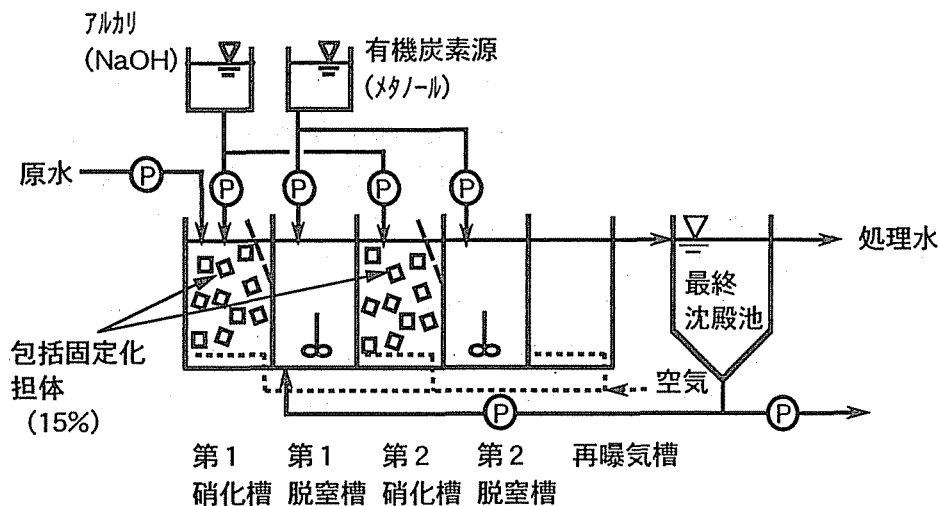 ｱﾙｶﾘ
(NaOH)
有機炭素源
(ﾒﾀﾉｰﾙ)
原水
P
P
P
P
P
処理水
最終
沈殿池
包括固定化
担体
(15%)
空気
P
P
第1
硝化槽
第1
脱窒槽
第2
硝化槽
第2
脱窒槽
再曝気槽